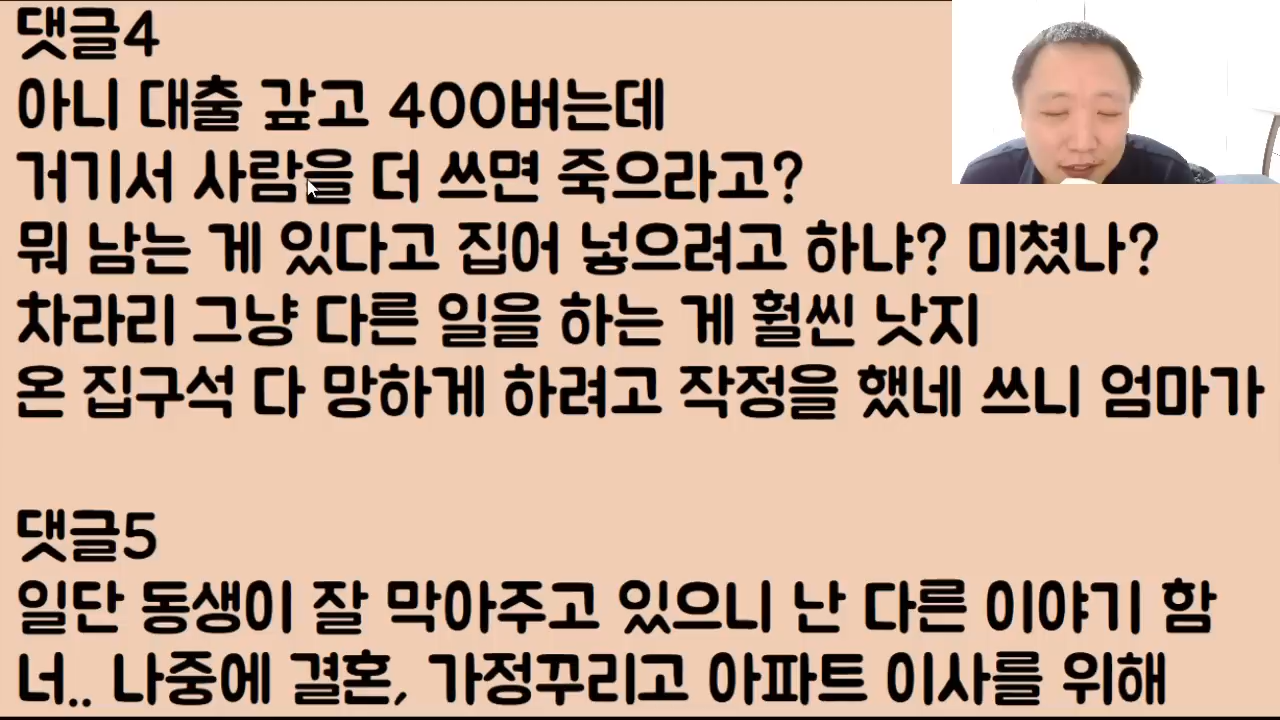 댓글4
아니 대출 갚고 400버는데
거기서 사람을 더 쓰면 죽으라고?
뭐 남는 게 있다고 집어 넣으려고 하냐? 미쳤나?
차라리 그냥 다른 일을 하는 게 훨씬 낫지
온 집구석 다 망하게 하려고 작정을 했네 쓰니 엄마가
댓글5
일단 동생이 잘 막아주고 있으니 난 다른 이야기 함
너.. 나중에 결혼, 가정꾸리고 아파트 이사를 위해